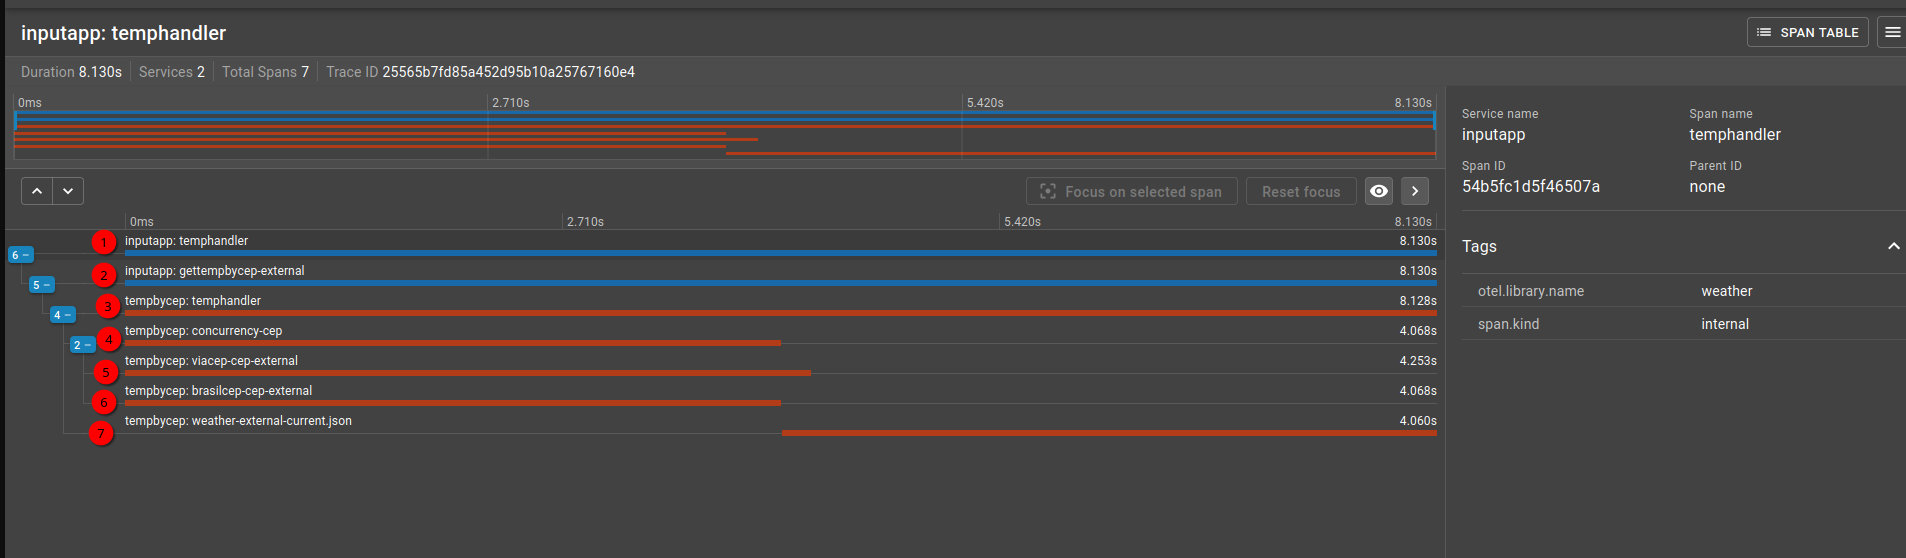 inputapp: temphandler
SPAN TABLE
Duration 8.130s Services 2 Total Spans 7 Trace ID 25565b7fd85a452d95b10a25767160e4
0ms 2.710s 5.420s 8.130s
Focus on selected span Reset focus
0ms 2.710s 5.420s 8.130s
1 inputapp: temphandler 8.130s
6 −
2 inputapp: gettempbycep-external 8.130s
5 −
3 tempbycep: temphandler 8.128s
4 −
4 tempbycep: concurrency-cep 4.068s
2 −
5 tempbycep: viacep-cep-external 4.253s
6 tempbycep: brasilcep-cep-external 4.068s
7 tempbycep: weather-external-current.json 4.060s
Service name Span name
inputapp temphandler
Span ID Parent ID
54b5fc1d5f46507a none
Tags
otel.library.name weather
span.kind internal